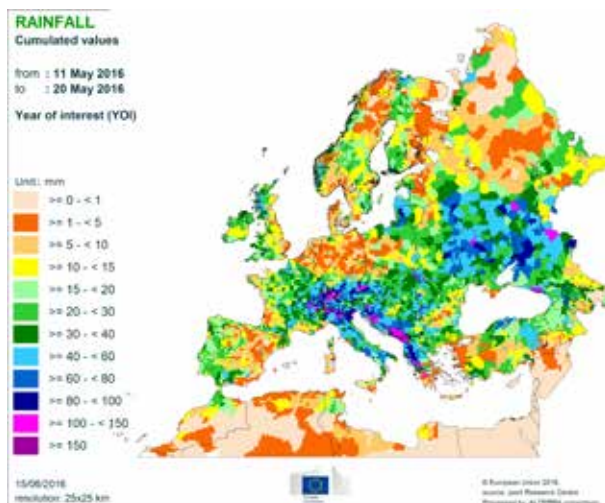 RAINFALL
Cumulated values
from : 11 May 2016
to : 20 May 2016
Year of interest (YOI)
Unit: mm
>= 0 - < 1
>= 1 - < 5
>= 5 - < 10
>= 10 - < 15
>= 15 - < 20
>= 20 - < 30
>= 30 - < 40
>= 40 - < 60
>= 60 - < 80
>= 80 - < 100
>= 100 - < 150
>= 150
15/06/2016
resolution: 25x25 km
© European Union 2016
source: Joint Research Centre